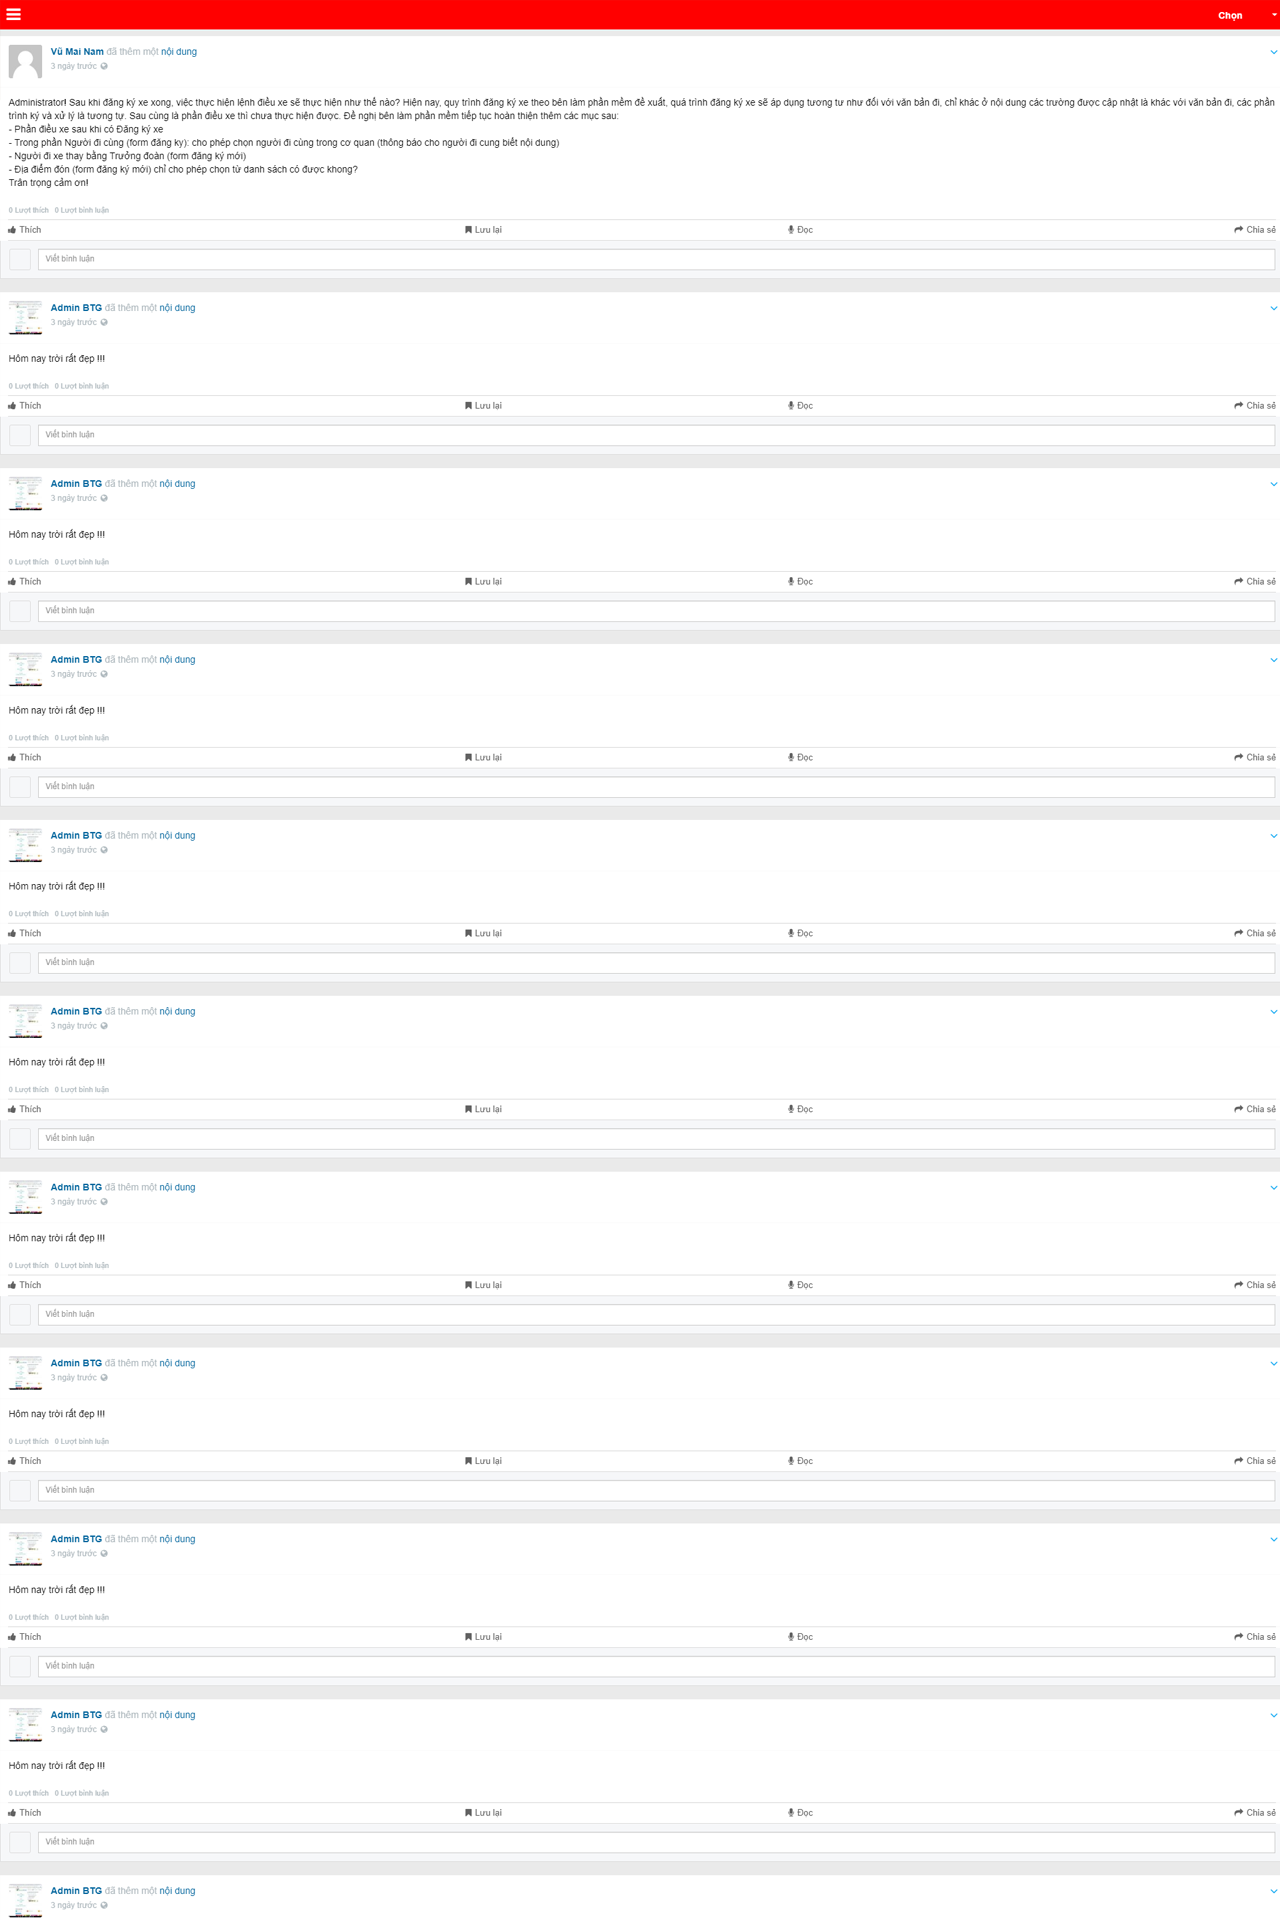 Chọn
Vũ Mai Nam đã thêm một nội dung
3 ngày trước
Administrator! Sau khi đăng ký xe xong, việc thực hiện lệnh điều xe sẽ thực hiện như thế nào? Hiện nay, quy trình đăng ký xe theo bên làm phần mềm đề xuất, quá trình đăng ký xe sẽ áp dụng tương tự như đối với văn bản đi, chỉ khác ở nội dung các trường được cập nhật là khác với văn bản đi, các phần
trình ký và xử lý là tương tự. Sau cùng là phần điều xe thì chưa thực hiện được. Đề nghị bên làm phần mềm tiếp tục hoàn thiện thêm các mục sau:
- Phần điều xe sau khi có Đăng ký xe
- Trong phần Người đi cùng (form đăng ky): cho phép chọn người đi cùng trong cơ quan (thông báo cho người đi cung biết nội dung)
- Người đi xe thay bằng Trưởng đoàn (form đăng ký mới)
- Địa điểm đón (form đăng ký mới) chỉ cho phép chọn từ danh sách có được khong?
Trân trọng cảm ơn!
0 Lượt thích 0 Lượt bình luận
Thích Lưu lại Đọc Chia sẻ
Viết bình luận
Admin BTG đã thêm một nội dung
3 ngày trước
Hôm nay trời rất đẹp !!!
0 Lượt thích 0 Lượt bình luận
Thích Lưu lại Đọc Chia sẻ
Viết bình luận
Admin BTG đã thêm một nội dung
3 ngày trước
Hôm nay trời rất đẹp !!!
0 Lượt thích 0 Lượt bình luận
Thích Lưu lại Đọc Chia sẻ
Viết bình luận
Admin BTG đã thêm một nội dung
3 ngày trước
Hôm nay trời rất đẹp !!!
0 Lượt thích 0 Lượt bình luận
Thích Lưu lại Đọc Chia sẻ
Viết bình luận
Admin BTG đã thêm một nội dung
3 ngày trước
Hôm nay trời rất đẹp !!!
0 Lượt thích 0 Lượt bình luận
Thích Lưu lại Đọc Chia sẻ
Viết bình luận
Admin BTG đã thêm một nội dung
3 ngày trước
Hôm nay trời rất đẹp !!!
0 Lượt thích 0 Lượt bình luận
Thích Lưu lại Đọc Chia sẻ
Viết bình luận
Admin BTG đã thêm một nội dung
3 ngày trước
Hôm nay trời rất đẹp !!!
0 Lượt thích 0 Lượt bình luận
Thích Lưu lại Đọc Chia sẻ
Viết bình luận
Admin BTG đã thêm một nội dung
3 ngày trước
Hôm nay trời rất đẹp !!!
0 Lượt thích 0 Lượt bình luận
Thích Lưu lại Đọc Chia sẻ
Viết bình luận
Admin BTG đã thêm một nội dung
3 ngày trước
Hôm nay trời rất đẹp !!!
0 Lượt thích 0 Lượt bình luận
Thích Lưu lại Đọc Chia sẻ
Viết bình luận
Admin BTG đã thêm một nội dung
3 ngày trước
Hôm nay trời rất đẹp !!!
0 Lượt thích 0 Lượt bình luận
Thích Lưu lại Đọc Chia sẻ
Viết bình luận
Admin BTG đã thêm một nội dung
3 ngày trước